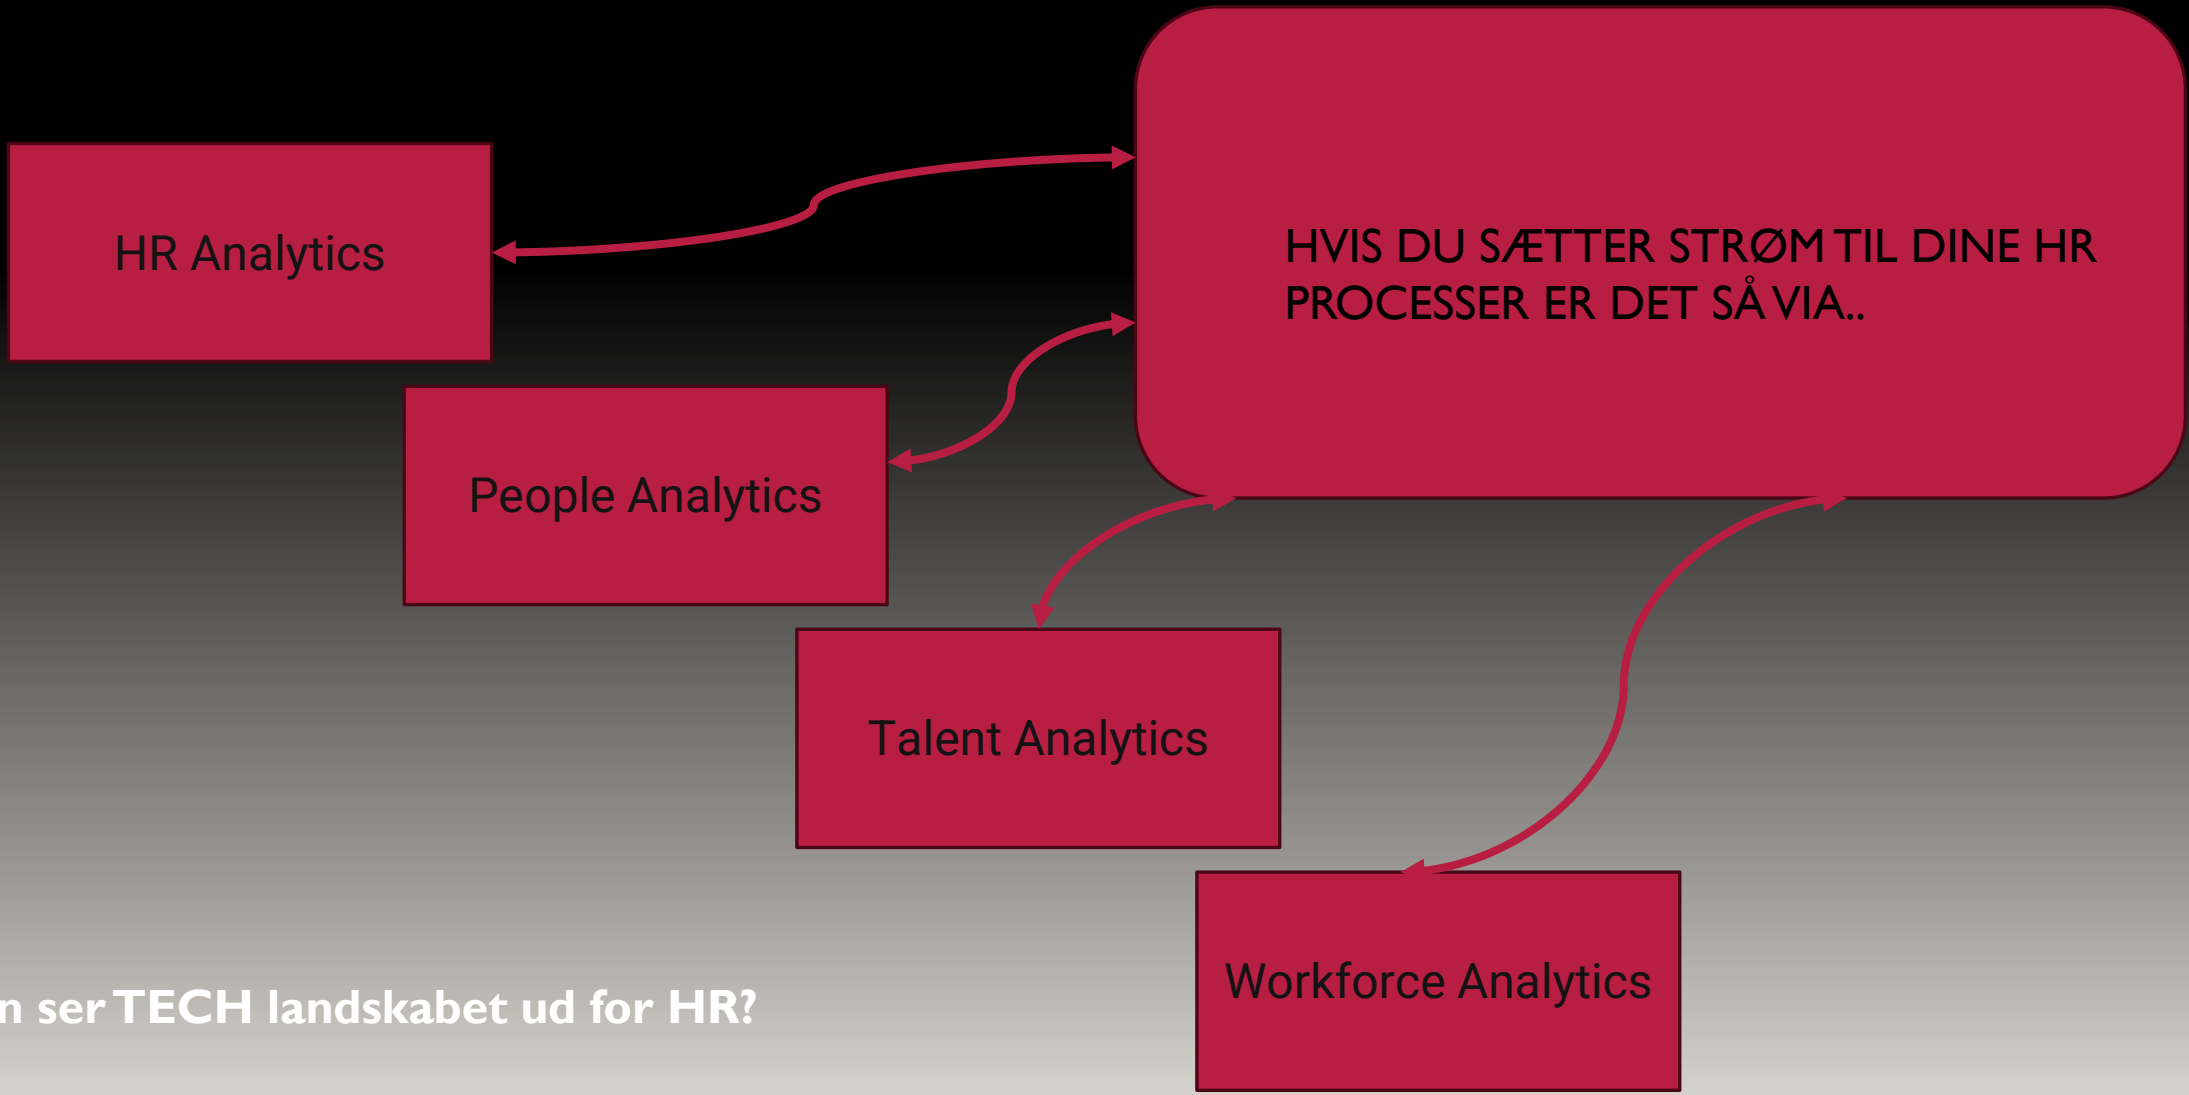 HVIS DU SÆTTER STRØM TIL DINE HR
PROCESSER ER DET SÅ VIA..
HR Analytics
People Analytics
Talent Analytics
Workforce Analytics
ser TECH landskabet ud for HR?